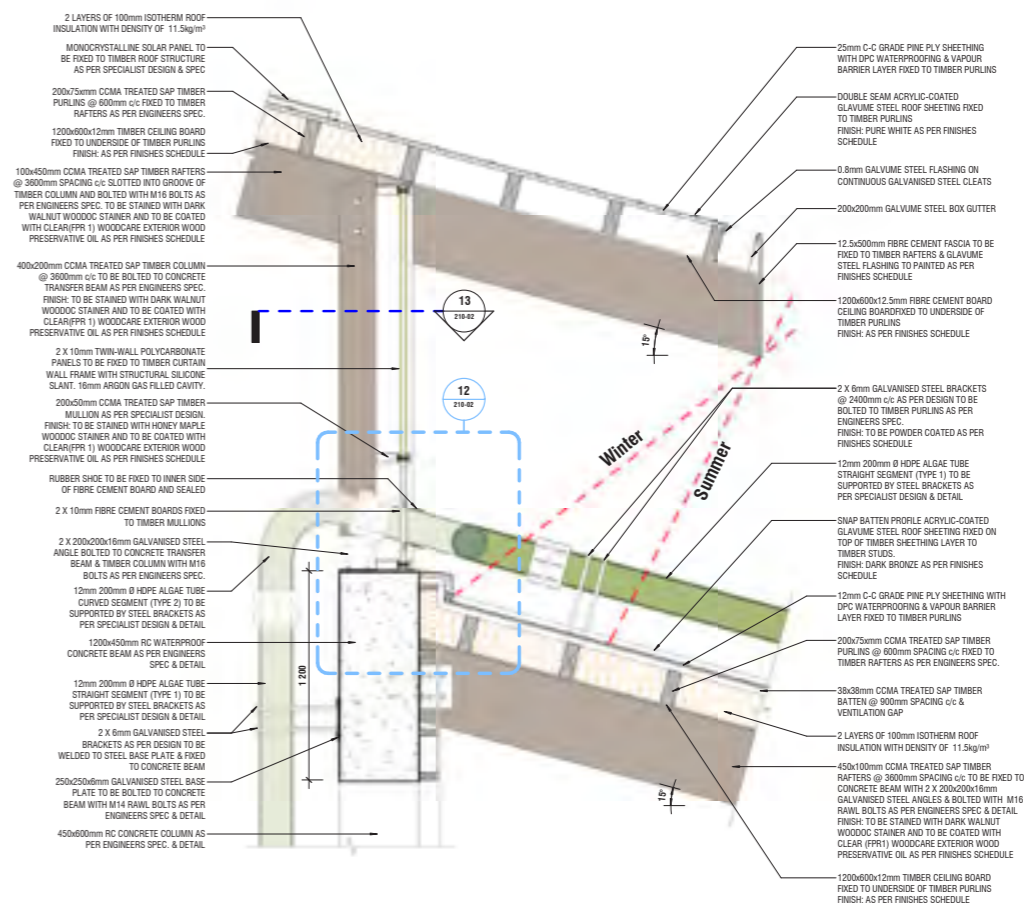 2 LAYERS OF 100mm ISOTHERM ROOF
INSULATION WITH DENSITY OF 11.5kg/m³
MONOCRYSTALLINE SOLAR PANEL TO
BE FIXED TO TIMBER ROOF STRUCTURE
AS PER SPECIALIST DESIGN & SPEC
200x75xmm CCMA TREATED SAP TIMBER
PURLINS @ 600mm c/c FIXED TO TIMBER
RAFTERS AS PER ENGINEERS SPEC.
1200x600x12mm TIMBER CEILING BOARD
FIXED TO UNDERSIDE OF TIMBER PURLINS
FINISH: AS PER FINISHES SCHEDULE
100x450mm CCMA TREATED SAP TIMBER RAFTERS
@ 3600mm SPACING c/c SLOTTED INTO GROOVE OF
TIMBER COLUMN AND BOLTED WITH M16 BOLTS AS
PER ENGINEERS SPEC. TO BE STAINED WITH DARK
WALNUT WOODOC STAINER AND TO BE COATED
WITH CLEAR(FPR 1) WOODCARE EXTERIOR WOOD
PRESERVATIVE OIL AS PER FINISHES SCHEDULE
400x200mm CCMA TREATED SAP TIMBER COLUMN
@ 3600mm c/c TO BE BOLTED TO CONCRETE
TRANSFER BEAM AS PER ENGINEERS SPEC.
FINISH: TO BE STAINED WITH DARK WALNUT
WOODOC STAINER AND TO BE COATED WITH
CLEAR(FPR 1) WOODCARE EXTERIOR WOOD
PRESERVATIVE OIL AS PER FINISHES SCHEDULE
2 X 10mm TWIN-WALL POLYCARBONATE
PANELS TO BE FIXED TO TIMBER CURTAIN
WALL FRAME WITH STRUCTURAL SILICONE
SLANT. 16mm ARGON GAS FILLED CAVITY.
200x50mm CCMA TREATED SAP TIMBER
MULLION AS PER SPECIALIST DESIGN.
FINISH: TO BE STAINED WITH HONEY MAPLE
WOODOC STAINER AND TO BE COATED WITH
CLEAR(FPR 1) WOODCARE EXTERIOR WOOD
PRESERVATIVE OIL AS PER FINISHES SCHEDULE
RUBBER SHOE TO BE FIXED TO INNER SIDE
OF FIBRE CEMENT BOARD AND SEALED
2 X 10mm FIBRE CEMENT BOARDS FIXED
TO TIMBER MULLIONS
2 X 200x200x16mm GALVANISED STEEL
ANGLE BOLTED TO CONCRETE TRANSFER
BEAM & TIMBER COLUMN WITH M16
BOLTS AS PER ENGINEERS SPEC.
12mm 200mm Ø HDPE ALGAE TUBE
CURVED SEGMENT (TYPE 2) TO BE
SUPPORTED BY STEEL BRACKETS AS
PER SPECIALIST DESIGN & DETAIL
1200x450mm RC WATERPROOF
CONCRETE BEAM AS PER ENGINEERS
SPEC & DETAIL
12mm 200mm Ø HDPE ALGAE TUBE
STRAIGHT SEGMENT (TYPE 1) TO BE
SUPPORTED BY STEEL BRACKETS AS
PER SPECIALIST DESIGN & DETAIL
2 X 6mm GALVANISED STEEL
BRACKETS AS PER DESIGN TO BE
WELDED TO STEEL BASE PLATE & FIXED
TO CONCRETE BEAM
250x250x6mm GALVANISED STEEL BASE
PLATE TO BE BOLTED TO CONCRETE
BEAM WITH M14 RAWL BOLTS AS PER
ENGINEERS SPEC & DETAIL
450x600mm RC CONCRETE COLUMN AS
PER ENGINEERS SPEC. & DETAIL
13
210-02
12
210-02
15°
Winter
Summer
1 200
15°
25mm C-C GRADE PINE PLY SHEETHING
WITH DPC WATERPROOFING & VAPOUR
BARRIER LAYER FIXED TO TIMBER PURLINS
DOUBLE SEAM ACRYLIC-COATED
GLAVUME STEEL ROOF SHEETING FIXED
TO TIMBER PURLINS
FINISH: PURE WHITE AS PER FINISHES
SCHEDULE
0.8mm GALVUME STEEL FLASHING ON
CONTINUOUS GALVANISED STEEL CLEATS
200x200mm GALVUME STEEL BOX GUTTER
12.5x500mm FIBRE CEMENT FASCIA TO BE
FIXED TO TIMBER RAFTERS & GLAVUME
STEEL FLASHING TO PAINTED AS PER
FINISHES SCHEDULE
1200x600x12.5mm FIBRE CEMENT BOARD
CEILING BOARDFIXED TO UNDERSIDE OF
TIMBER PURLINS
FINISH: AS PER FINISHES SCHEDULE
2 X 6mm GALVANISED STEEL BRACKETS
@ 2400mm c/c AS PER DESIGN TO BE
BOLTED TO TIMBER PURLINS AS PER
ENGINEERS SPEC.
FINISH: TO BE POWDER COATED AS PER
FINISHES SCHEDULE
12mm 200mm Ø HDPE ALGAE TUBE
STRAIGHT SEGMENT (TYPE 1) TO BE
SUPPORTED BY STEEL BRACKETS AS
PER SPECIALIST DESIGN & DETAIL
SNAP BATTEN PROFILE ACRYLIC-COATED
GLAVUME STEEL ROOF SHEETING FIXED ON
TOP OF TIMBER SHEETHING LAYER TO
TIMBER STUDS.
FINISH: DARK BRONZE AS PER FINISHES
SCHEDULE
12mm C-C GRADE PINE PLY SHEETHING WITH
DPC WATERPROOFING & VAPOUR BARRIER
LAYER FIXED TO TIMBER PURLINS
200x75xmm CCMA TREATED SAP TIMBER
PURLINS @ 600mm SPACING c/c FIXED TO
TIMBER RAFTERS AS PER ENGINEERS SPEC.
38x38mm CCMA TREATED SAP TIMBER
BATTEN @ 900mm SPACING c/c &
VENTILATION GAP
2 LAYERS OF 100mm ISOTHERM ROOF
INSULATION WITH DENSITY OF 11.5kg/m³
450x100mm CCMA TREATED SAP TIMBER
RAFTERS @ 3600mm SPACING c/c TO BE FIXED TO
CONCRETE BEAM WITH 2 X 200x200x16mm
GALVANISED STEEL ANGLES & BOLTED WITH M16
RAWL BOLTS AS PER ENGINEERS SPEC & DETAIL
FINISH: TO BE STAINED WITH DARK WALNUT
WOODOC STAINER AND TO BE COATED WITH
CLEAR (FPR1) WOODCARE EXTERIOR WOOD
PRESERVATIVE OIL AS PER FINISHES SCHEDULE
1200x600x12mm TIMBER CEILING BOARD
FIXED TO UNDERSIDE OF TIMBER PURLINS
FINISH: AS PER FINISHES SCHEDULE